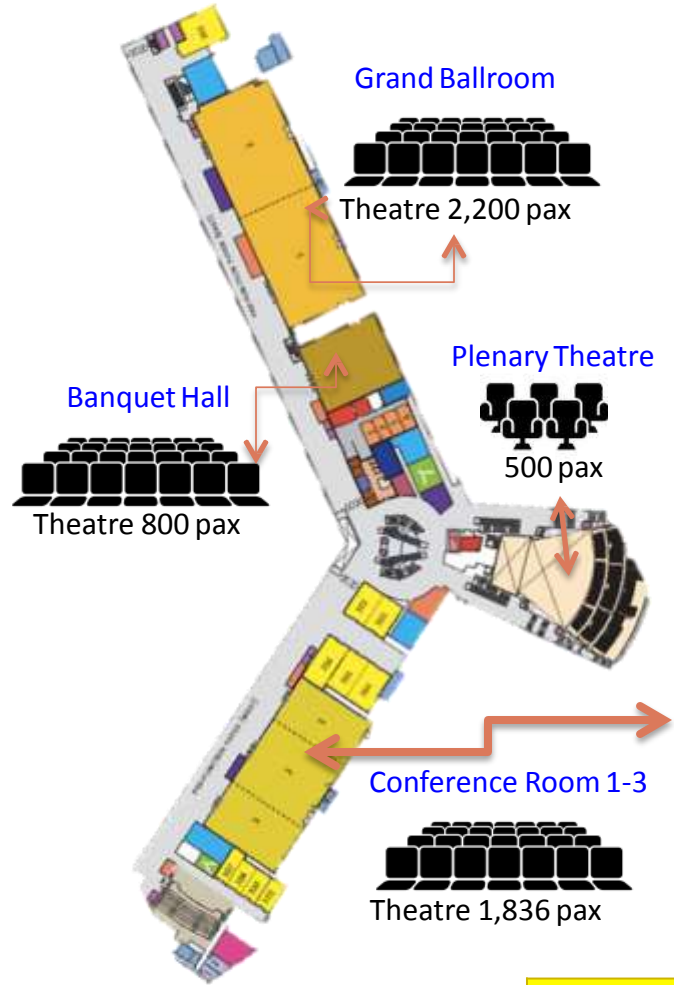 Grand Ballroom
Theatre 2,200 pax
Plenary Theatre
500 pax
Banquet Hall
Theatre 800 pax
Conference Room 1-3
Theatre 1,836 pax